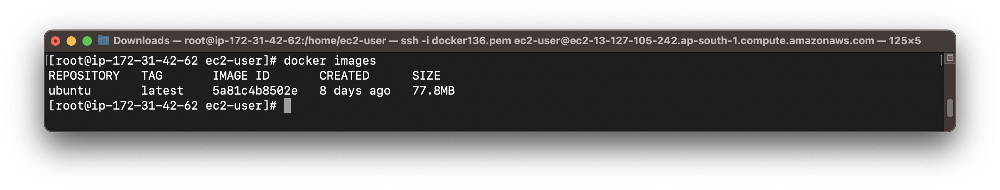 Downloads — root@ip-172-31-42-62:/home/ec2-user — ssh -i docker136.pem ec2-user@ec2-13-127-105-242.ap-south-1.compute.amazonaws.com — 125×5
[[root@ip-172-31-42-62 ec2-user]# docker images ]
REPOSITORY   TAG       IMAGE ID       CREATED      SIZE
ubuntu       latest    5a81c4b8502e   8 days ago   77.8MB
[root@ip-172-31-42-62 ec2-user]#